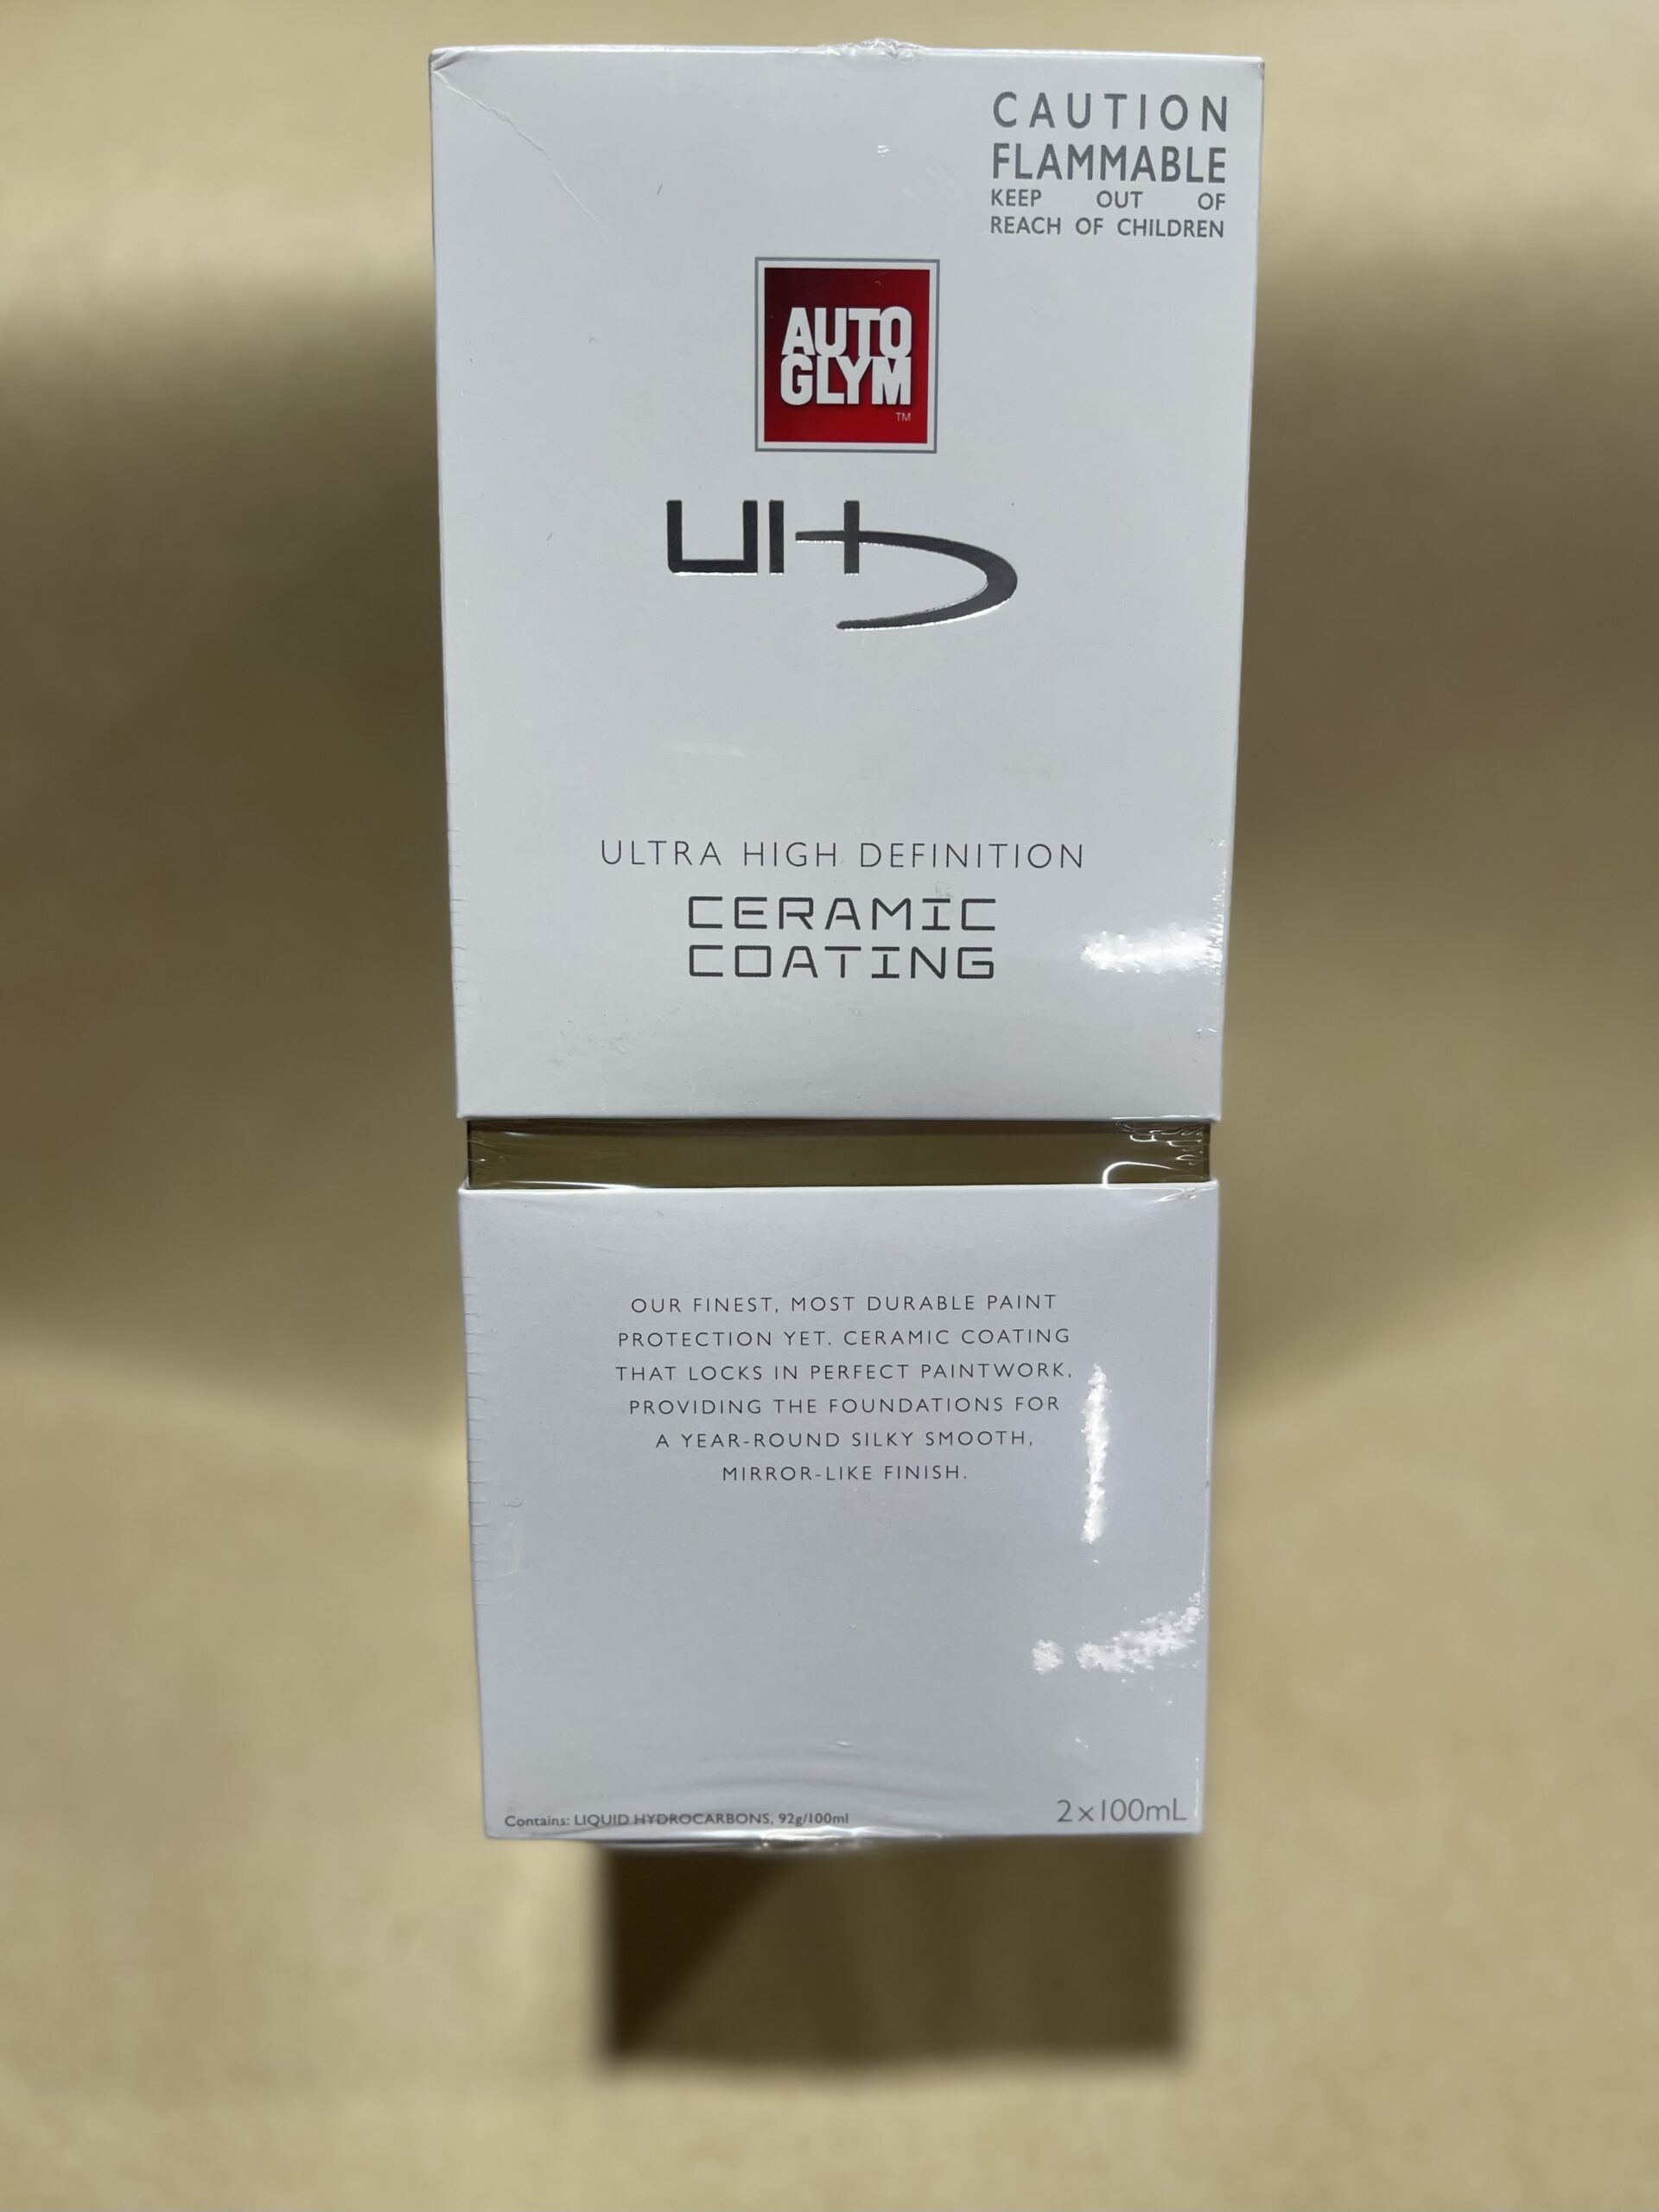 CAUTION
FLAMMABLE
KEEP OUT OF
REACH OF CHILDREN
AUTO
GLYM
TM
UHD
ULTRA HIGH DEFINITION
CERAMIC
COATING
OUR FINEST, MOST DURABLE PAINT
PROTECTION YET. CERAMIC COATING
THAT LOCKS IN PERFECT PAINTWORK,
PROVIDING THE FOUNDATIONS FOR
A YEAR-ROUND SILKY SMOOTH,
MIRROR-LIKE FINISH.
Contains: LIQUID HYDROCARBONS, 92g/100ml
2x100mL